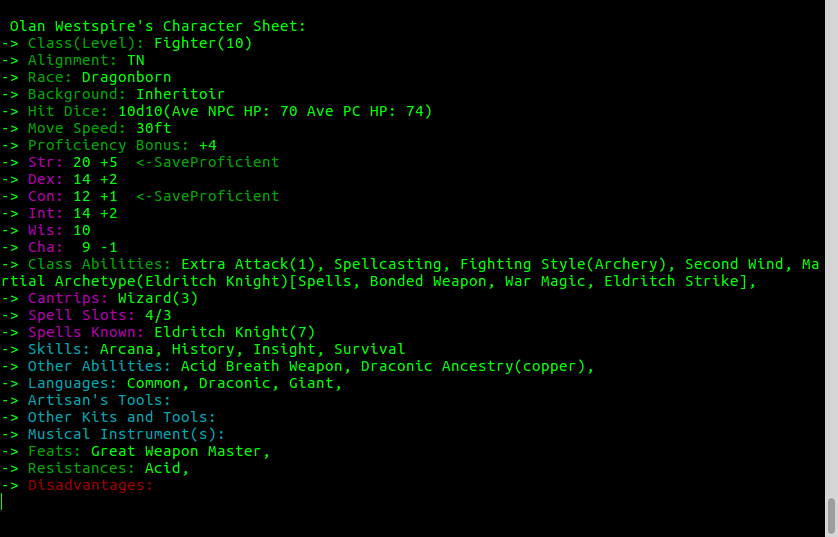 Olan Westspire's Character Sheet:
-> Class(Level): Fighter(10)
-> Alignment: TN
-> Race: Dragonborn
-> Background: Inheritoir
-> Hit Dice: 10d10(Ave NPC HP: 70 Ave PC HP: 74)
-> Move Speed: 30ft
-> Proficiency Bonus: +4
-> Str: 20 +5  <-SaveProficient
-> Dex: 14 +2
-> Con: 12 +1  <-SaveProficient
-> Int: 14 +2
-> Wis: 10
-> Cha:  9 -1
-> Class Abilities: Extra Attack(1), Spellcasting, Fighting Style(Archery), Second Wind, Ma
rtial Archetype(Eldritch Knight)[Spells, Bonded Weapon, War Magic, Eldritch Strike],
-> Cantrips: Wizard(3)
-> Spell Slots: 4/3
-> Spells Known: Eldritch Knight(7)
-> Skills: Arcana, History, Insight, Survival
-> Other Abilities: Acid Breath Weapon, Draconic Ancestry(copper),
-> Languages: Common, Draconic, Giant,
-> Artisan's Tools:
-> Other Kits and Tools:
-> Musical Instrument(s):
-> Feats: Great Weapon Master,
-> Resistances: Acid,
-> Disadvantages: